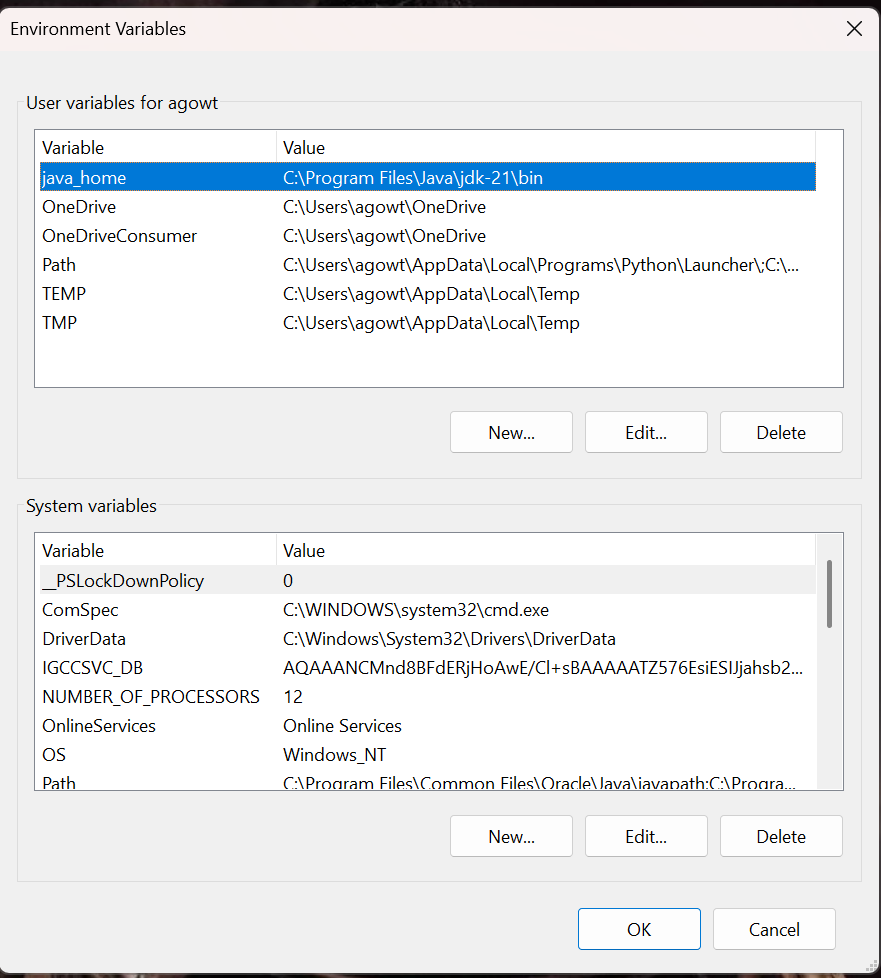 Environment Variables
User variables for agowt
Variable Value
java_home C:\Program Files\Java\jdk-21\bin
OneDrive C:\Users\agowt\OneDrive
OneDriveConsumer C:\Users\agowt\OneDrive
Path C:\Users\agowt\AppData\Local\Programs\Python\Launcher\;C:\...
TEMP C:\Users\agowt\AppData\Local\Temp
TMP C:\Users\agowt\AppData\Local\Temp
New... Edit... Delete
System variables
Variable Value
__PSLockDownPolicy 0
ComSpec C:\WINDOWS\system32\cmd.exe
DriverData C:\Windows\System32\Drivers\DriverData
IGCCSVC_DB AQAAANCMnd8BFdERjHoAwE/Cl+sBAAAAATZ576EsiESIJjahsb2...
NUMBER_OF_PROCESSORS 12
OnlineServices Online Services
OS Windows_NT
Path C:\Program Files\Common Files\Oracle\Java\javapath;C:\Progra...
New... Edit... Delete
OK Cancel